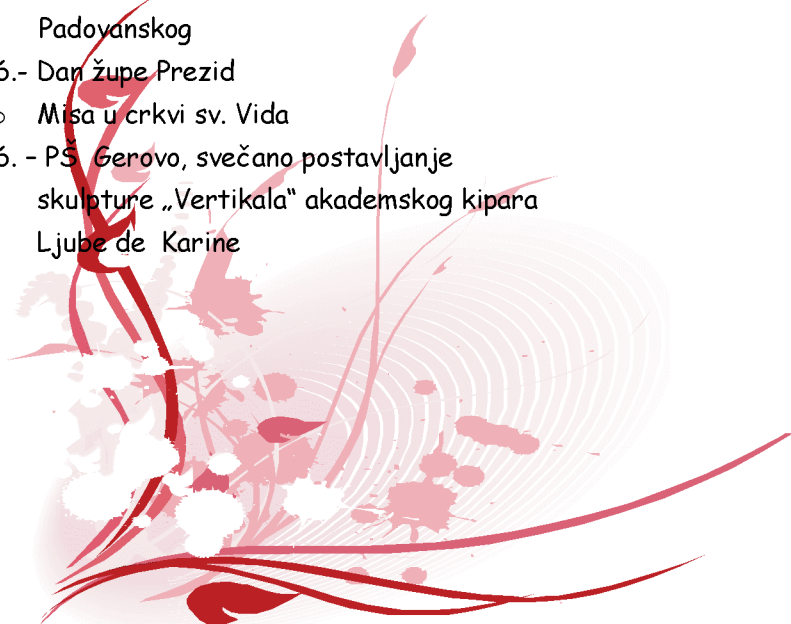 Padovanskog
6.- Dan župe Prezid
o Misa u crkvi sv. Vida
6. – PŠ Gerovo, svečano postavljanje
skulpture „Vertikala“ akademskog kipara
Ljube de Karine